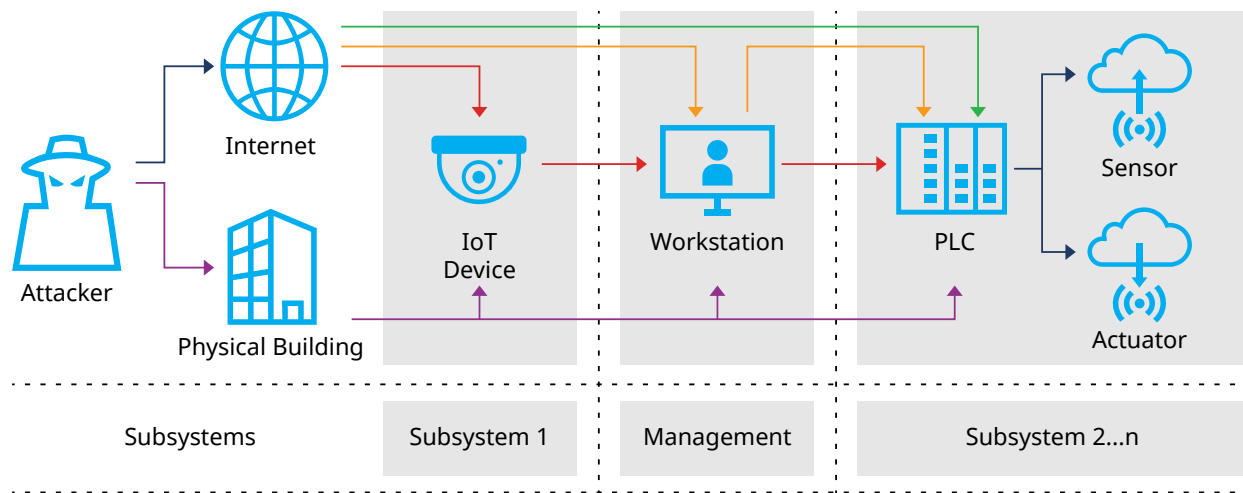 Internet
Sensor
IoT
Device
Workstation
PLC
Attacker
Physical Building
Actuator
Subsystems
Subsystem 1
Management
Subsystem 2...n